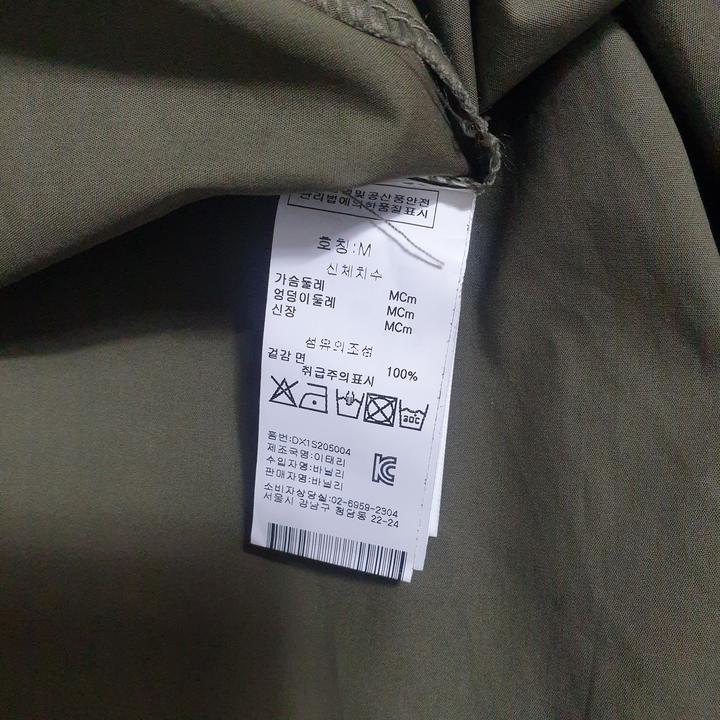 및공산품안전
관리법에의한품질표시
호칭:M
신체치수
가슴둘레 MCm
엉덩이둘레 MCm
신장 MCm
섬유의조성
겉감 면 100%
취급주의표시
30C
품번:DX1S205004
제조국명:이태리
수입자명:바닐리
판매자명:바닐리
소비자상담실:02-6959-2304
서울시 강남구 청담동 22-24